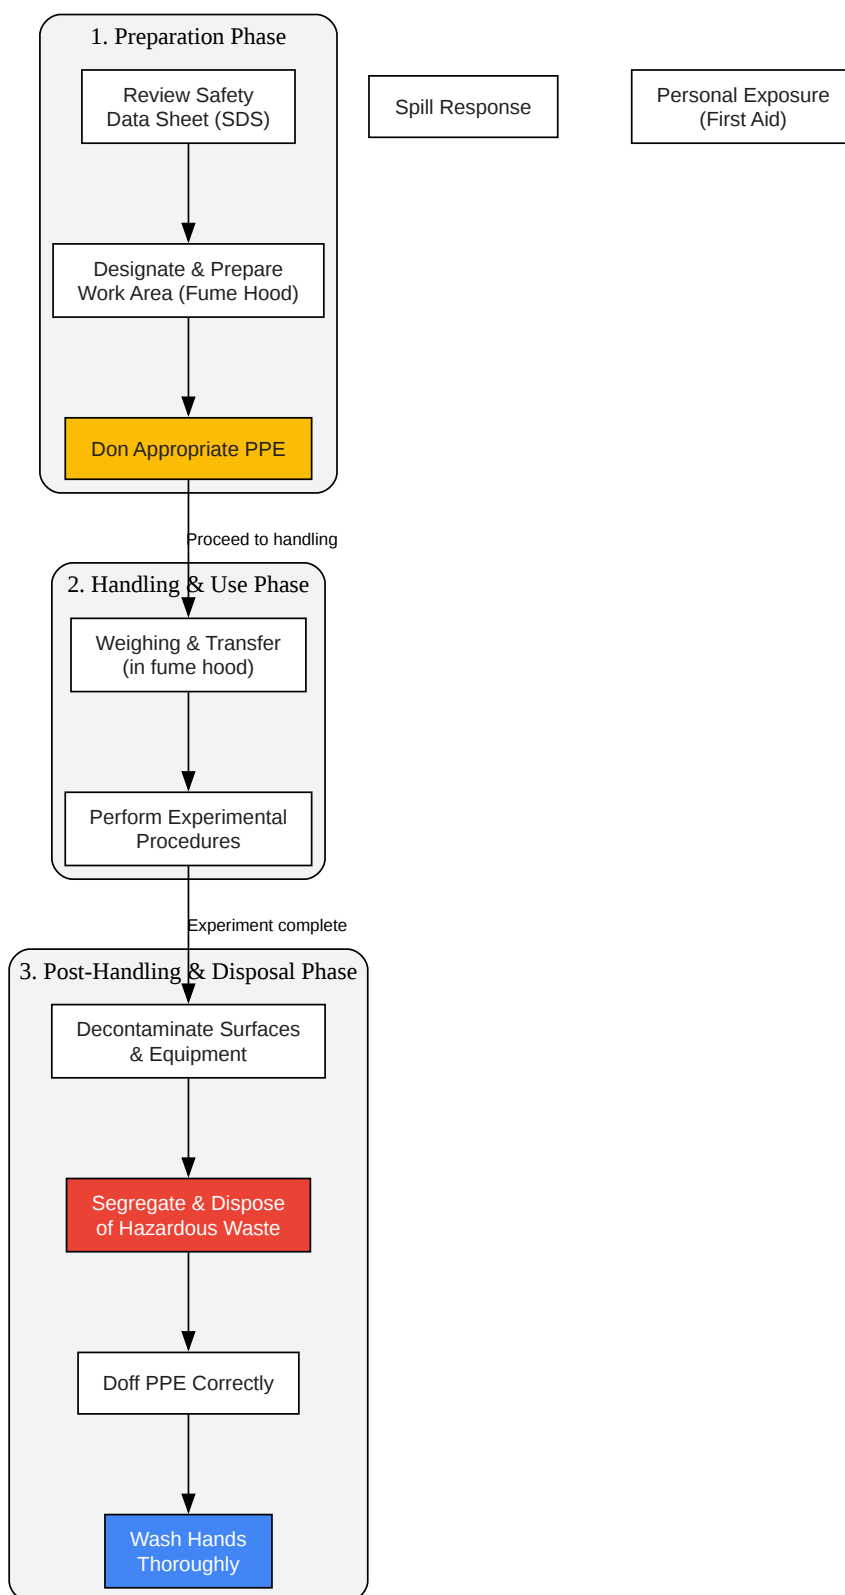 1. Preparation Phase
Review Safety
Data Sheet (SDS)
Spill Response
Personal Exposure
(First Aid)
Designate & Prepare
Work Area (Fume Hood)
Don Appropriate PPE
Proceed to handling
2. Handling & Use Phase
Weighing & Transfer
(in fume hood)
Perform Experimental
Procedures
Experiment complete
3. Post-Handling & Disposal Phase
Decontaminate Surfaces
& Equipment
Segregate & Dispose
of Hazardous Waste
Doff PPE Correctly
Wash Hands
Thoroughly